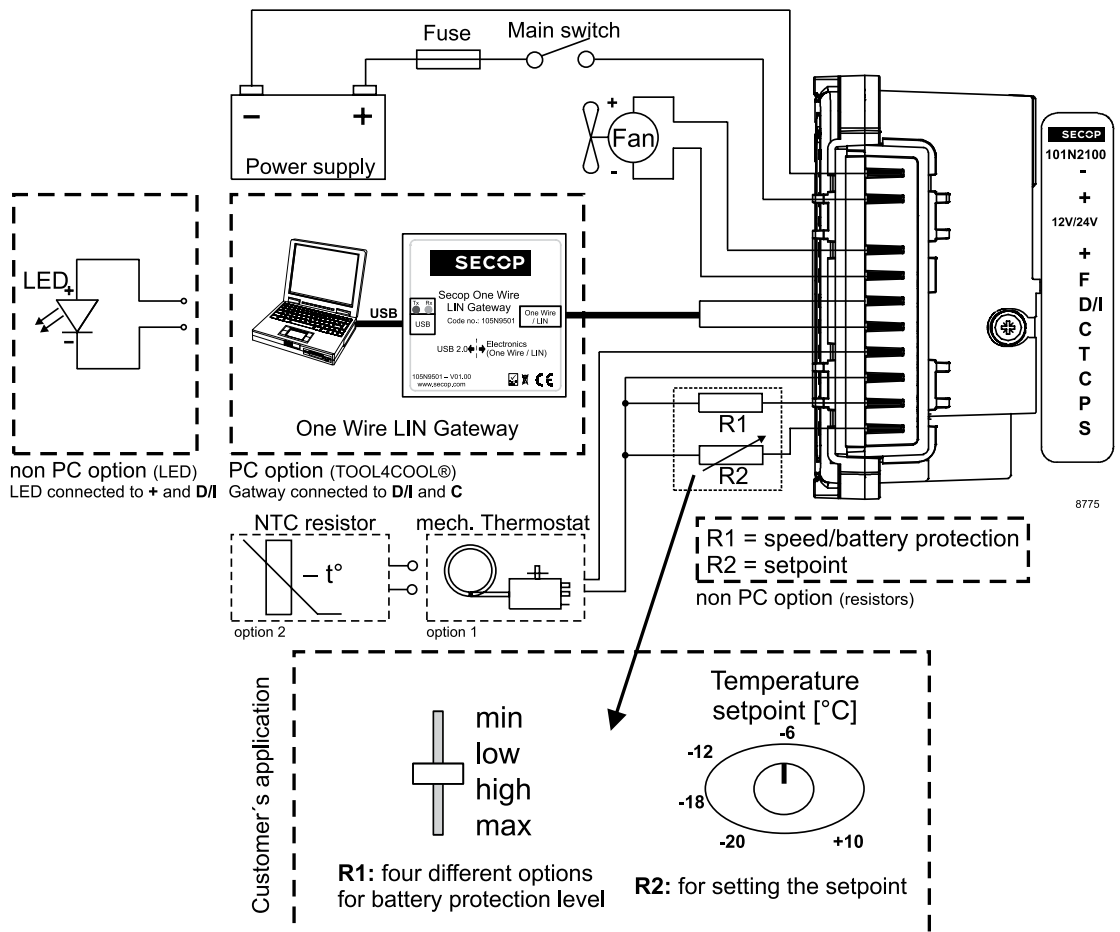 Fuse
Main switch
- +
Power supply
+
Fan
-
SECOP
101N2100
-
+
12V/24V
+
F
D/I
C
T
C
P
S
8775
LED
+
–
non PC option (LED)
LED connected to + and D/I
USB
SECOP
Secop One Wire
LIN Gateway
Code no.: 105N9501
Tx Rx
USB
One Wire
/ LIN
USB 2.0
Electronics
(One Wire / LIN)
105N9501 – V01.00
www.secop.com
CE
One Wire LIN Gateway
PC option (TOOL4COOL®)
Gatway connected to D/I and C
R1
R2
R1 = speed/battery protection
R2 = setpoint
non PC option (resistors)
NTC resistor
– t°
option 2
mech. Thermostat
option 1
Customer´s application
min
low
high
max
R1: four different options
for battery protection level
Temperature
setpoint [°C]
-6
-12
-18
-20
+10
R2: for setting the setpoint